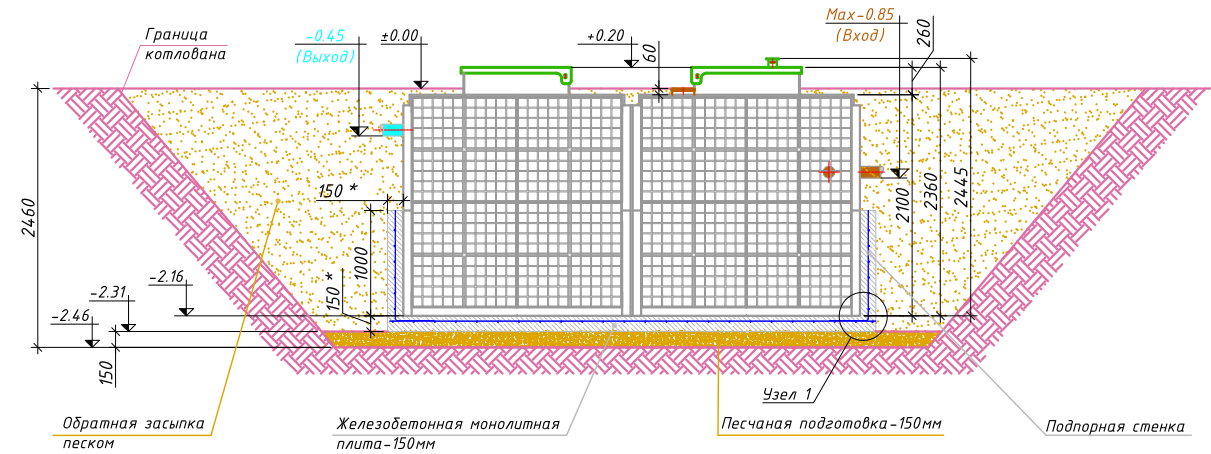 Граница
котлована
-0.45
(Выход)
±0.00
+0.20
60
Max-0.85
(Вход)
260
2460
150 *
1000
150 *
-2.16
-2.31
-2.46
150
2100
2360
2445
Узел 1
Обратная засыпка
песком
Железобетонная монолитная
плита-150мм
Песчаная подготовка-150мм
Подпорная стенка